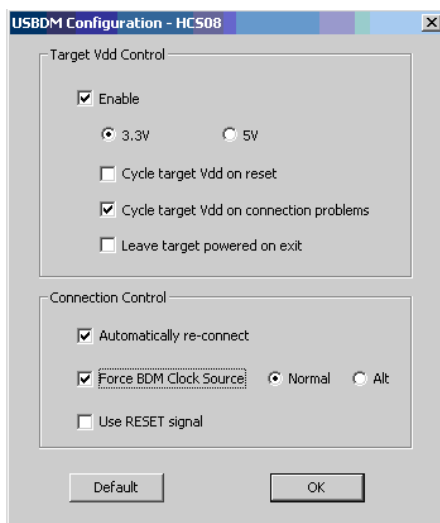 USBDM Configuration - HCS08
Target Vdd Control
Enable
3.3V 5V
Cycle target Vdd on reset
Cycle target Vdd on connection problems
Leave target powered on exit
Connection Control
Automatically re-connect
Force BDM Clock Source Normal Alt
Use RESET signal
Default OK